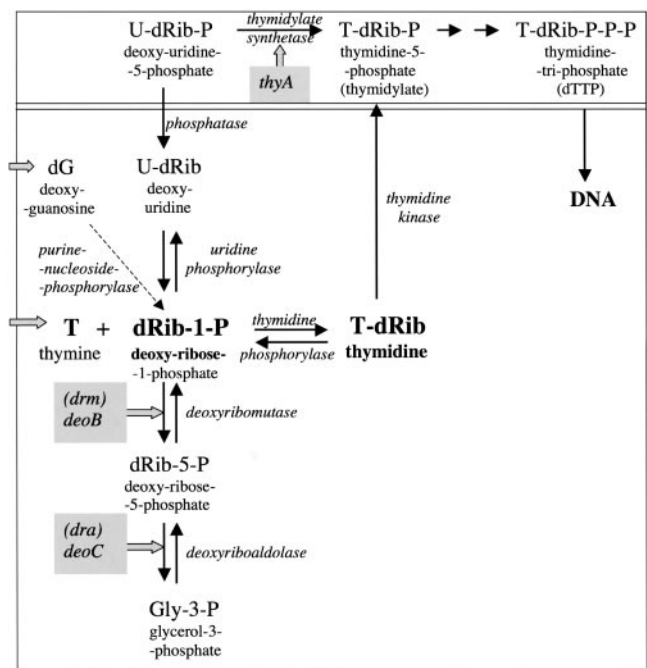 U-dRib-P
deoxy-uridine
-5-phosphate
thymidylate
synthetase
thyA
T-dRib-P
thymidine-5-
-phosphate
(thymidylate)
T-dRib-P-P-P
thymidine-
-tri-phosphate
(dTTP)
phosphatase
dG
deoxy-
-guanosine
U-dRib
deoxy-
uridine
thymidine
kinase
DNA
purine-
-nucleoside-
-phosphorylase
uridine
phosphorylase
T + dRib-1-P
thymine
deoxy-ribose-
-1-phosphate
thymidine
phosphorylase
T-dRib
thymidine
(drm)
deoB
deoxyribomutase
dRib-5-P
deoxy-ribose-
-5-phosphate
(dra)
deoC
deoxyriboaldolase
Gly-3-P
glycerol-3-
-phosphate